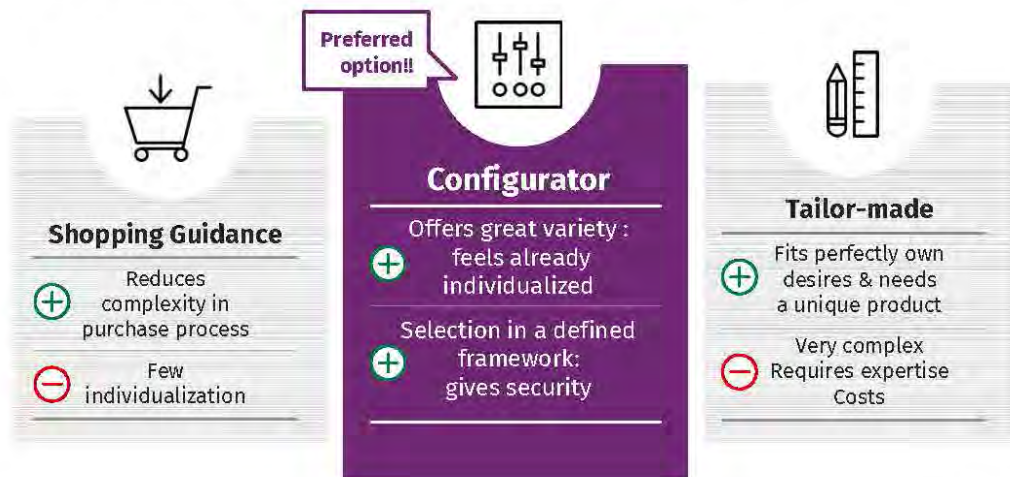 Preferred
option!!
Shopping Guidance
Reduces
complexity in
purchase process
Few
individualization
Configurator
Offers great variety :
feels already
individualized
Selection in a defined
framework:
gives security
Tailor-made
Fits perfectly own
desires & needs
a unique product
Very complex
Requires expertise
Costs